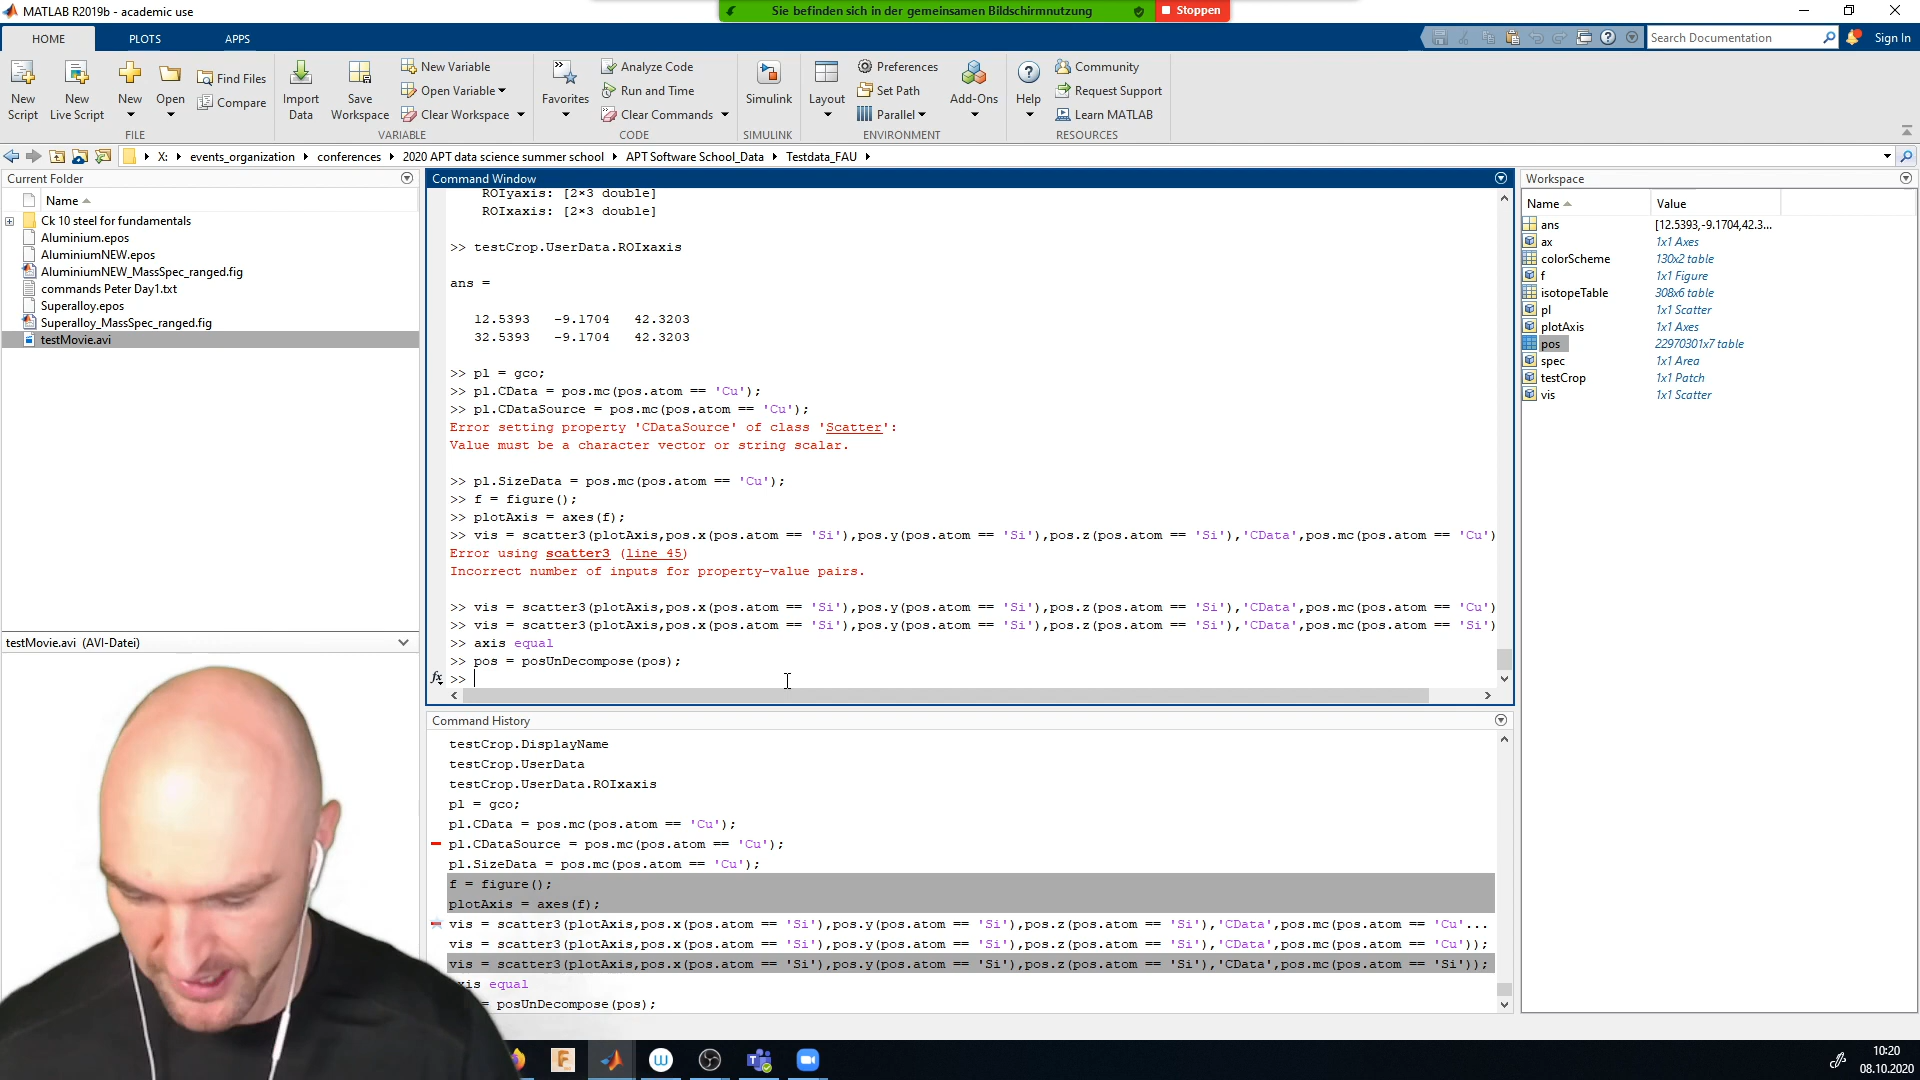 MATLAB R2019b - academic use
Sie befinden sich in der gemeinsamen Bildschirmnutzung
Stoppen
HOME
PLOTS
APPS
Search Documentation
Sign In
New Script
New Live Script
New
Open
Find Files
Compare
Import Data
Save Workspace
New Variable
Open Variable
Clear Workspace
Favorites
Analyze Code
Run and Time
Clear Commands
Simulink
Layout
Preferences
Set Path
Parallel
Add-Ons
Help
Community
Request Support
Learn MATLAB
FILE
VARIABLE
CODE
SIMULINK
ENVIRONMENT
RESOURCES
X: events_organization conferences 2020 APT data science summer school APT Software School_Data Testdata_FAU
Current Folder
Name
Ck 10 steel for fundamentals
Aluminium.epos
AluminiumNEW.epos
AluminiumNEW_MassSpec_ranged.fig
commands Peter Day1.txt
Superalloy.epos
Superalloy_MassSpec_ranged.fig
testMovie.avi
testMovie.avi (AVI-Datei)
Command Window
ROIyaxis: [2×3 double]
ROIxaxis: [2×3 double]
>> testCrop.UserData.ROIxaxis
ans =
12.5393 -9.1704 42.3203
32.5393 -9.1704 42.3203
>> pl = gco;
>> pl.CData = pos.mc(pos.atom == 'Cu');
>> pl.CDataSource = pos.mc(pos.atom == 'Cu');
Error setting property 'CDataSource' of class 'Scatter':
Value must be a character vector or string scalar.
>> pl.SizeData = pos.mc(pos.atom == 'Cu');
>> f = figure();
>> plotAxis = axes(f);
>> vis = scatter3(plotAxis,pos.x(pos.atom == 'Si'),pos.y(pos.atom == 'Si'),pos.z(pos.atom == 'Si'),'CData',pos.mc(pos.atom == 'Cu')
Error using scatter3 (line 45)
Incorrect number of inputs for property-value pairs.
>> vis = scatter3(plotAxis,pos.x(pos.atom == 'Si'),pos.y(pos.atom == 'Si'),pos.z(pos.atom == 'Si'),'CData',pos.mc(pos.atom == 'Cu')
>> vis = scatter3(plotAxis,pos.x(pos.atom == 'Si'),pos.y(pos.atom == 'Si'),pos.z(pos.atom == 'Si'),'CData',pos.mc(pos.atom == 'Si')
>> axis equal
>> pos = posUnDecompose(pos);
fx >>
Command History
testCrop.DisplayName
testCrop.UserData
testCrop.UserData.ROIxaxis
pl = gco;
pl.CData = pos.mc(pos.atom == 'Cu');
pl.CDataSource = pos.mc(pos.atom == 'Cu');
pl.SizeData = pos.mc(pos.atom == 'Cu');
f = figure();
plotAxis = axes(f);
vis = scatter3(plotAxis,pos.x(pos.atom == 'Si'),pos.y(pos.atom == 'Si'),pos.z(pos.atom == 'Si'),'CData',pos.mc(pos.atom == 'Cu...
vis = scatter3(plotAxis,pos.x(pos.atom == 'Si'),pos.y(pos.atom == 'Si'),pos.z(pos.atom == 'Si'),'CData',pos.mc(pos.atom == 'Cu'));
vis = scatter3(plotAxis,pos.x(pos.atom == 'Si'),pos.y(pos.atom == 'Si'),pos.z(pos.atom == 'Si'),'CData',pos.mc(pos.atom == 'Si'));
xis equal
= posUnDecompose(pos);
Workspace
Name Value
ans [12.5393,-9.1704,42.3...
ax 1x1 Axes
colorScheme 130x2 table
f 1x1 Figure
isotopeTable 308x6 table
pl 1x1 Scatter
plotAxis 1x1 Axes
pos 22970301x7 table
spec 1x1 Area
testCrop 1x1 Patch
vis 1x1 Scatter
10:20
08.10.2020